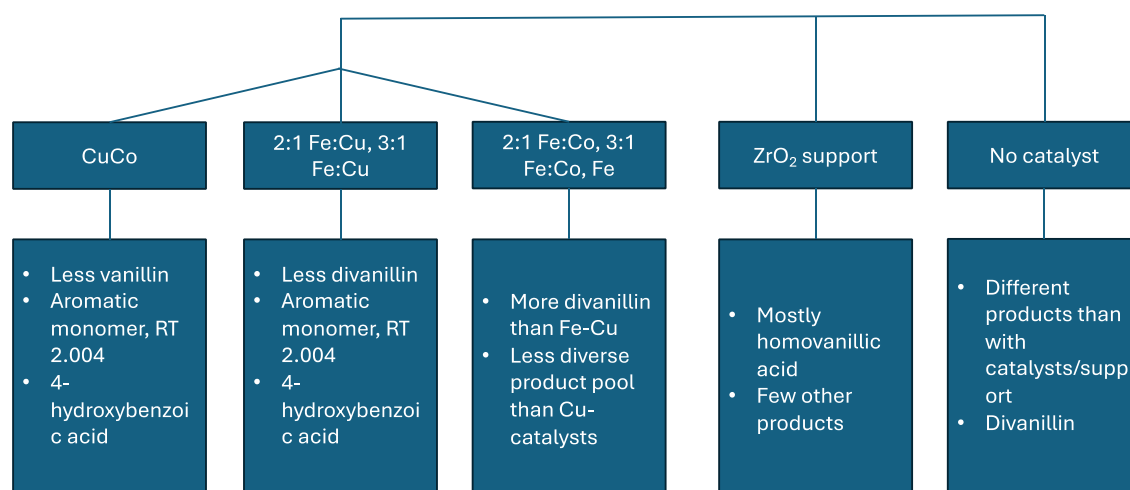 CuCo
2:1 Fe:Cu, 3:1
Fe:Cu
2:1 Fe:Co, 3:1
Fe:Co, Fe
ZrO₂ support
No catalyst
• Less vanillin
• Aromatic
monomer, RT
2.004
• 4-
hydroxybenzoi
c acid
• Less divanillin
• Aromatic
monomer, RT
2.004
• 4-
hydroxybenzoi
c acid
• More divanillin
than Fe-Cu
• Less diverse
product pool
than Cu-
catalysts
• Mostly
homovanillic
acid
• Few other
products
• Different
products than
with
catalysts/supp
ort
• Divanillin